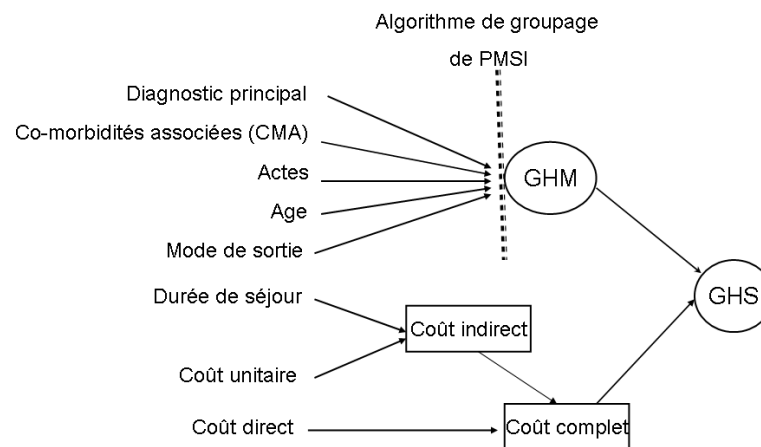 Algorithme de groupage
de PMSI
Diagnostic principal
Co-morbidités associées (CMA)
Actes
Age
Mode de sortie
GHM
Durée de séjour
GHS
Coût indirect
Coût unitaire
Coût direct
Coût complet